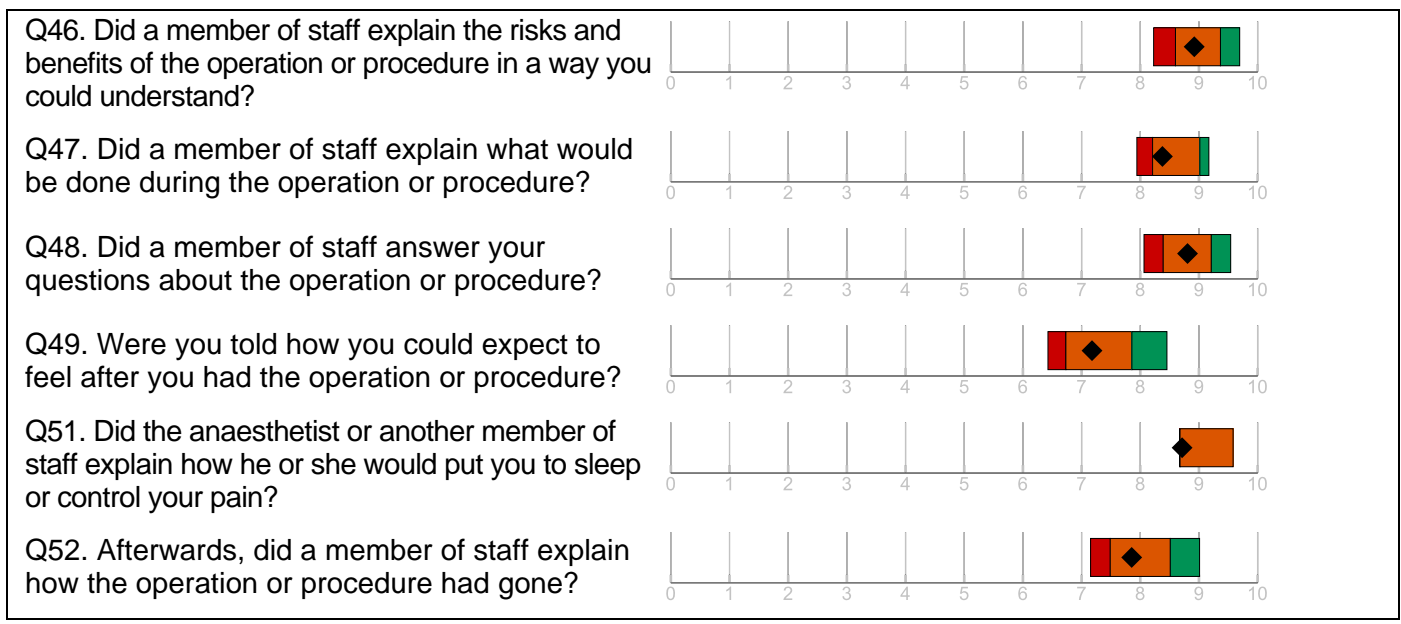 Q46. Did a member of staff explain the risks and
benefits of the operation or procedure in a way you
could understand?
0 1 2 3 4 5 6 7 8 9 10
Q47. Did a member of staff explain what would
be done during the operation or procedure?
0 1 2 3 4 5 6 7 8 9 10
Q48. Did a member of staff answer your
questions about the operation or procedure?
0 1 2 3 4 5 6 7 8 9 10
Q49. Were you told how you could expect to
feel after you had the operation or procedure?
0 1 2 3 4 5 6 7 8 9 10
Q51. Did the anaesthetist or another member of
staff explain how he or she would put you to sleep
or control your pain?
0 1 2 3 4 5 6 7 8 9 10
Q52. Afterwards, did a member of staff explain
how the operation or procedure had gone?
0 1 2 3 4 5 6 7 8 9 10